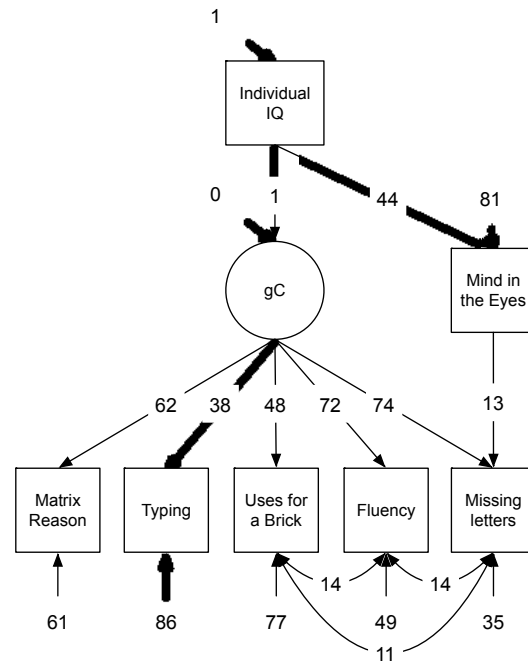 1
Individual
IQ
0
1
44
81
gC
Mind in
the Eyes
62
38
48
72
74
13
Matrix
Reason
Typing
Uses for
a Brick
Fluency
Missing
letters
14
14
61
86
77
49
35
11